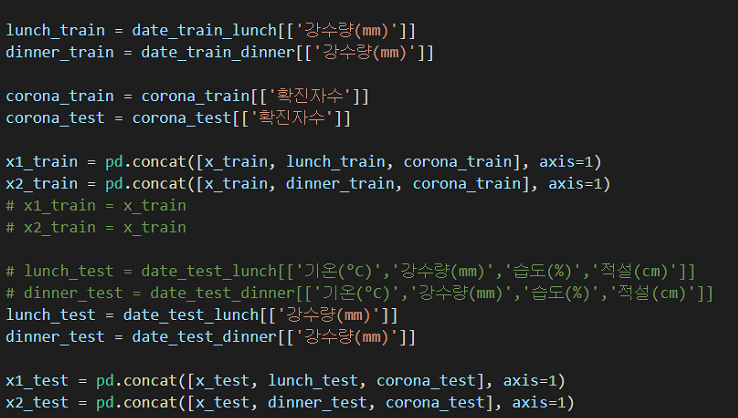 lunch_train = date_train_lunch[['강수량(mm)']]
dinner_train = date_train_dinner[['강수량(mm)']]
corona_train = corona_train[['확진자수']]
corona_test = corona_test[['확진자수']]
x1_train = pd.concat([x_train, lunch_train, corona_train], axis=1)
x2_train = pd.concat([x_train, dinner_train, corona_train], axis=1)
# x1_train = x_train
# x2_train = x_train
# lunch_test = date_test_lunch[['기온(°C)','강수량(mm)','습도(%)','적설(cm)']]
# dinner_test = date_test_dinner[['기온(°C)','강수량(mm)','습도(%)','적설(cm)']]
lunch_test = date_test_lunch[['강수량(mm)']]
dinner_test = date_test_dinner[['강수량(mm)']]
x1_test = pd.concat([x_test, lunch_test, corona_test], axis=1)
x2_test = pd.concat([x_test, dinner_test, corona_test], axis=1)